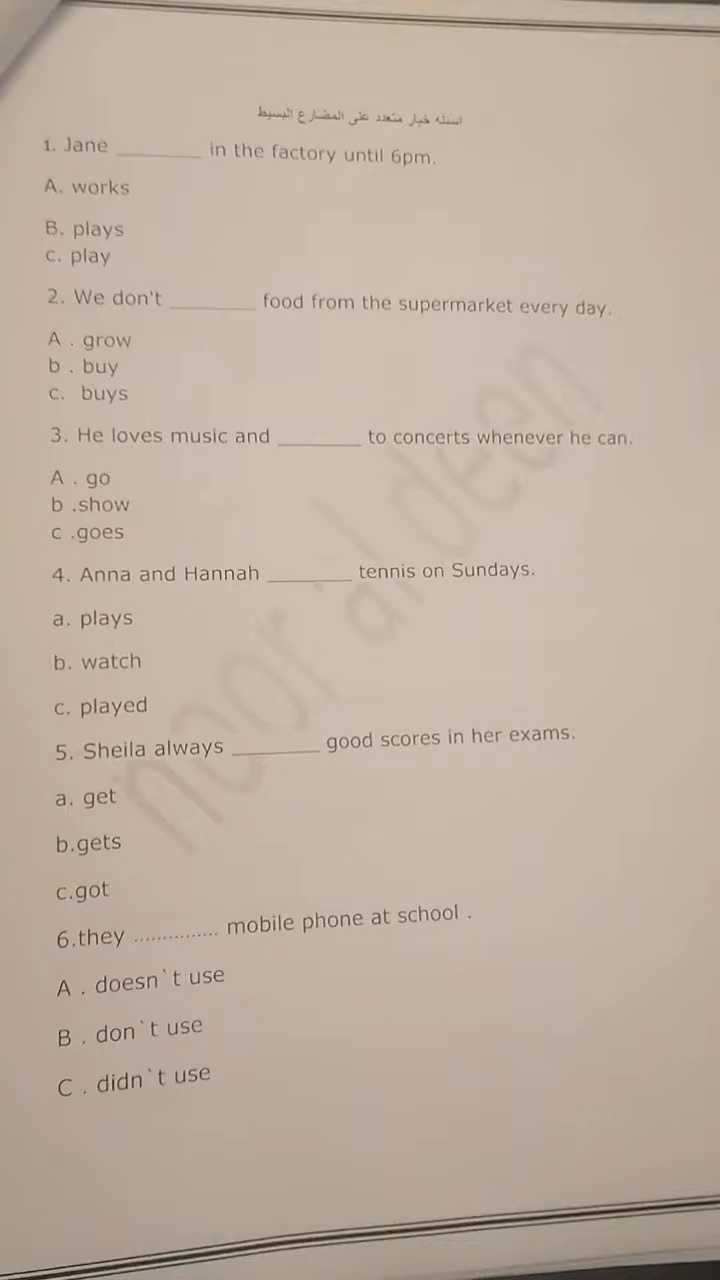 اسئله خيار متعدد على المضارع البسيط
1. Jane ________ in the factory until 6pm.
A. works
B. plays
c. play
2. We don't ________ food from the supermarket every day.
A . grow
b . buy
c. buys
3. He loves music and ________ to concerts whenever he can.
A . go
b .show
c .goes
4. Anna and Hannah ________ tennis on Sundays.
a. plays
b. watch
c. played
5. Sheila always ________ good scores in her exams.
a. get
b.gets
c.got
6.they .............. mobile phone at school .
A . doesn`t use
B . don`t use
C . didn`t use
noor al deen